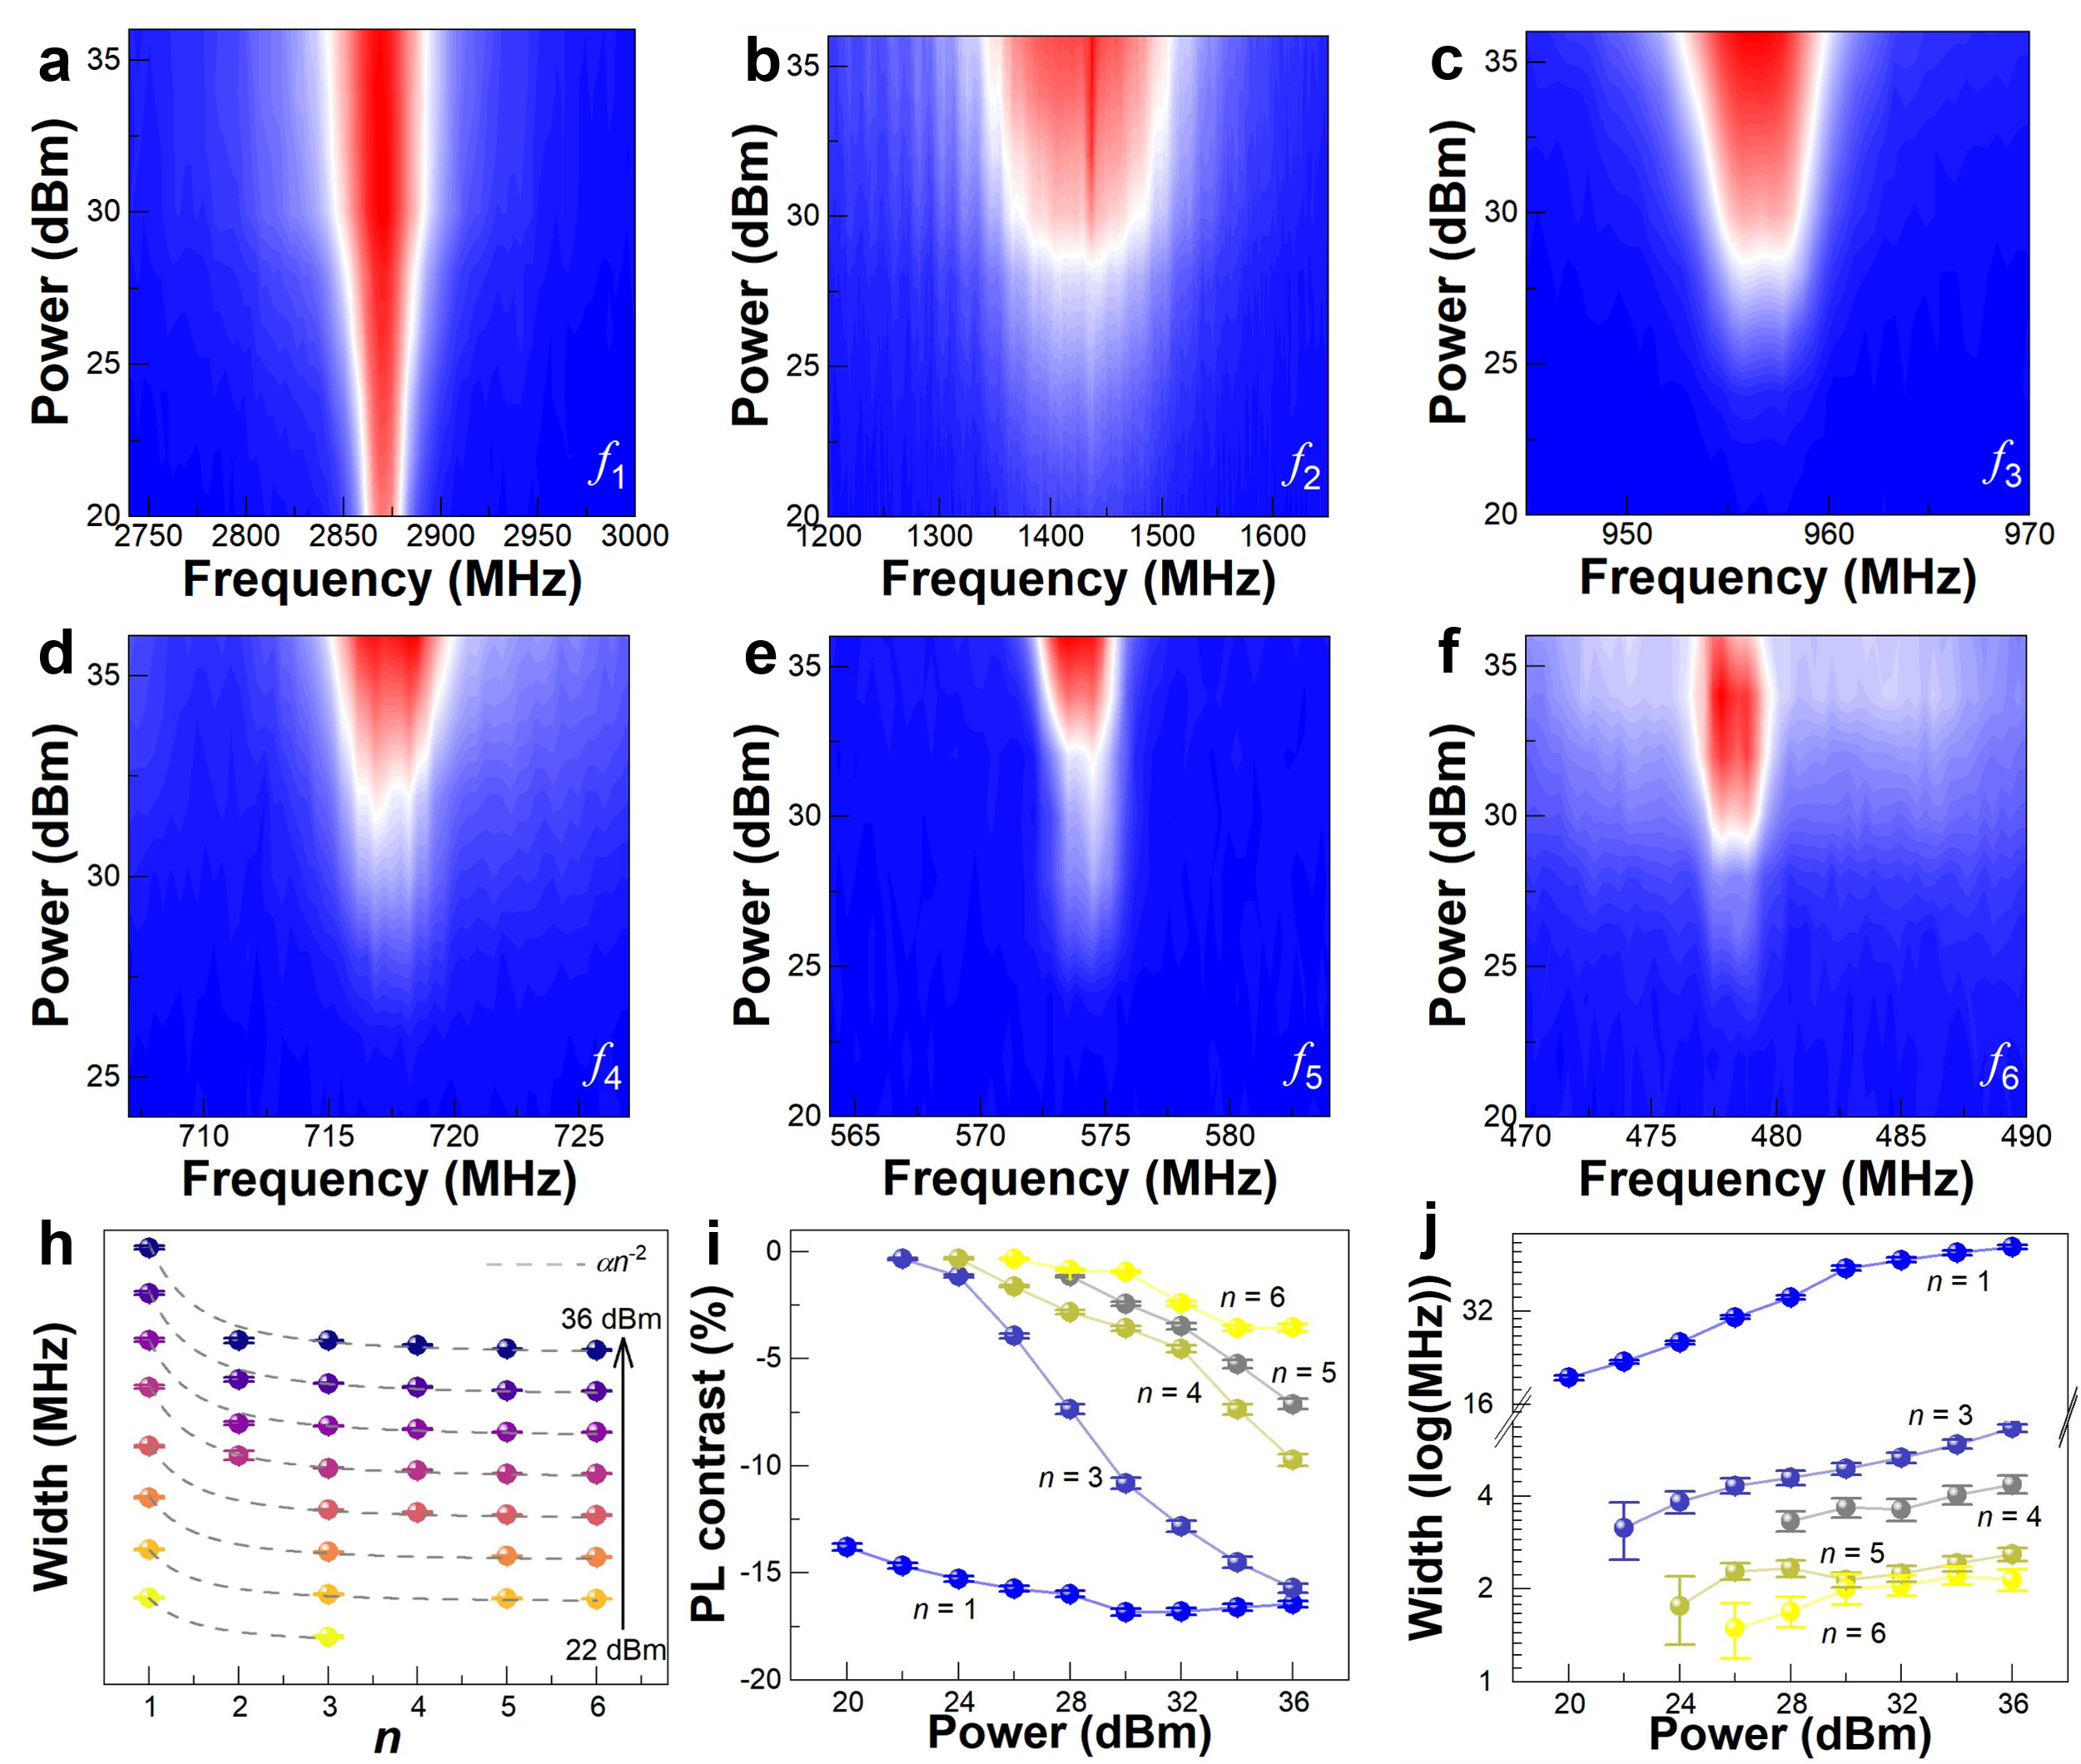 a
35
30
25
20
Power (dBm)
2750 2800 2850 2900 2950 3000
Frequency (MHz)
f1
b
35
30
25
20
Power (dBm)
1200 1300 1400 1500 1600
Frequency (MHz)
f2
c
35
30
25
20
Power (dBm)
950 960 970
Frequency (MHz)
f3
d
35
30
25
Power (dBm)
710 715 720 725
Frequency (MHz)
f4
e
35
30
25
20
Power (dBm)
565 570 575 580
Frequency (MHz)
f5
f
35
30
25
20
Power (dBm)
470 475 480 485 490
Frequency (MHz)
f6
h
Width (MHz)
αn-2
36 dBm
22 dBm
1 2 3 4 5 6
n
i
0
-5
-10
-15
-20
PL contrast (%)
n = 6
n = 5
n = 4
n = 3
n = 1
20 24 28 32 36
Power (dBm)
j
32
16
4
2
1
Width (log(MHz))
n = 1
n = 3
n = 4
n = 5
n = 6
20 24 28 32 36
Power (dBm)